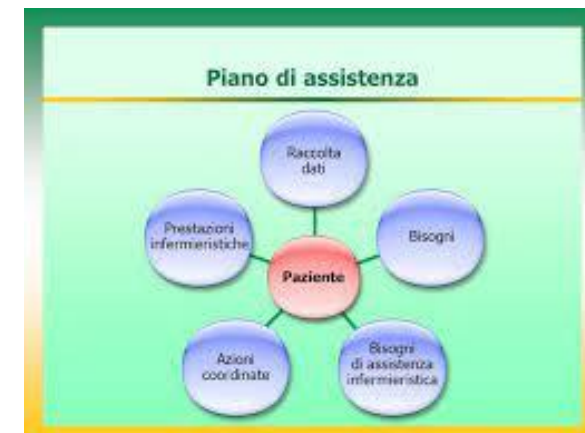 Piano di assistenza
Raccolta
dati
Prestazioni
infermieristiche
Bisogni
Paziente
Azioni
coordinate
Bisogni
di assistenza
infermieristica